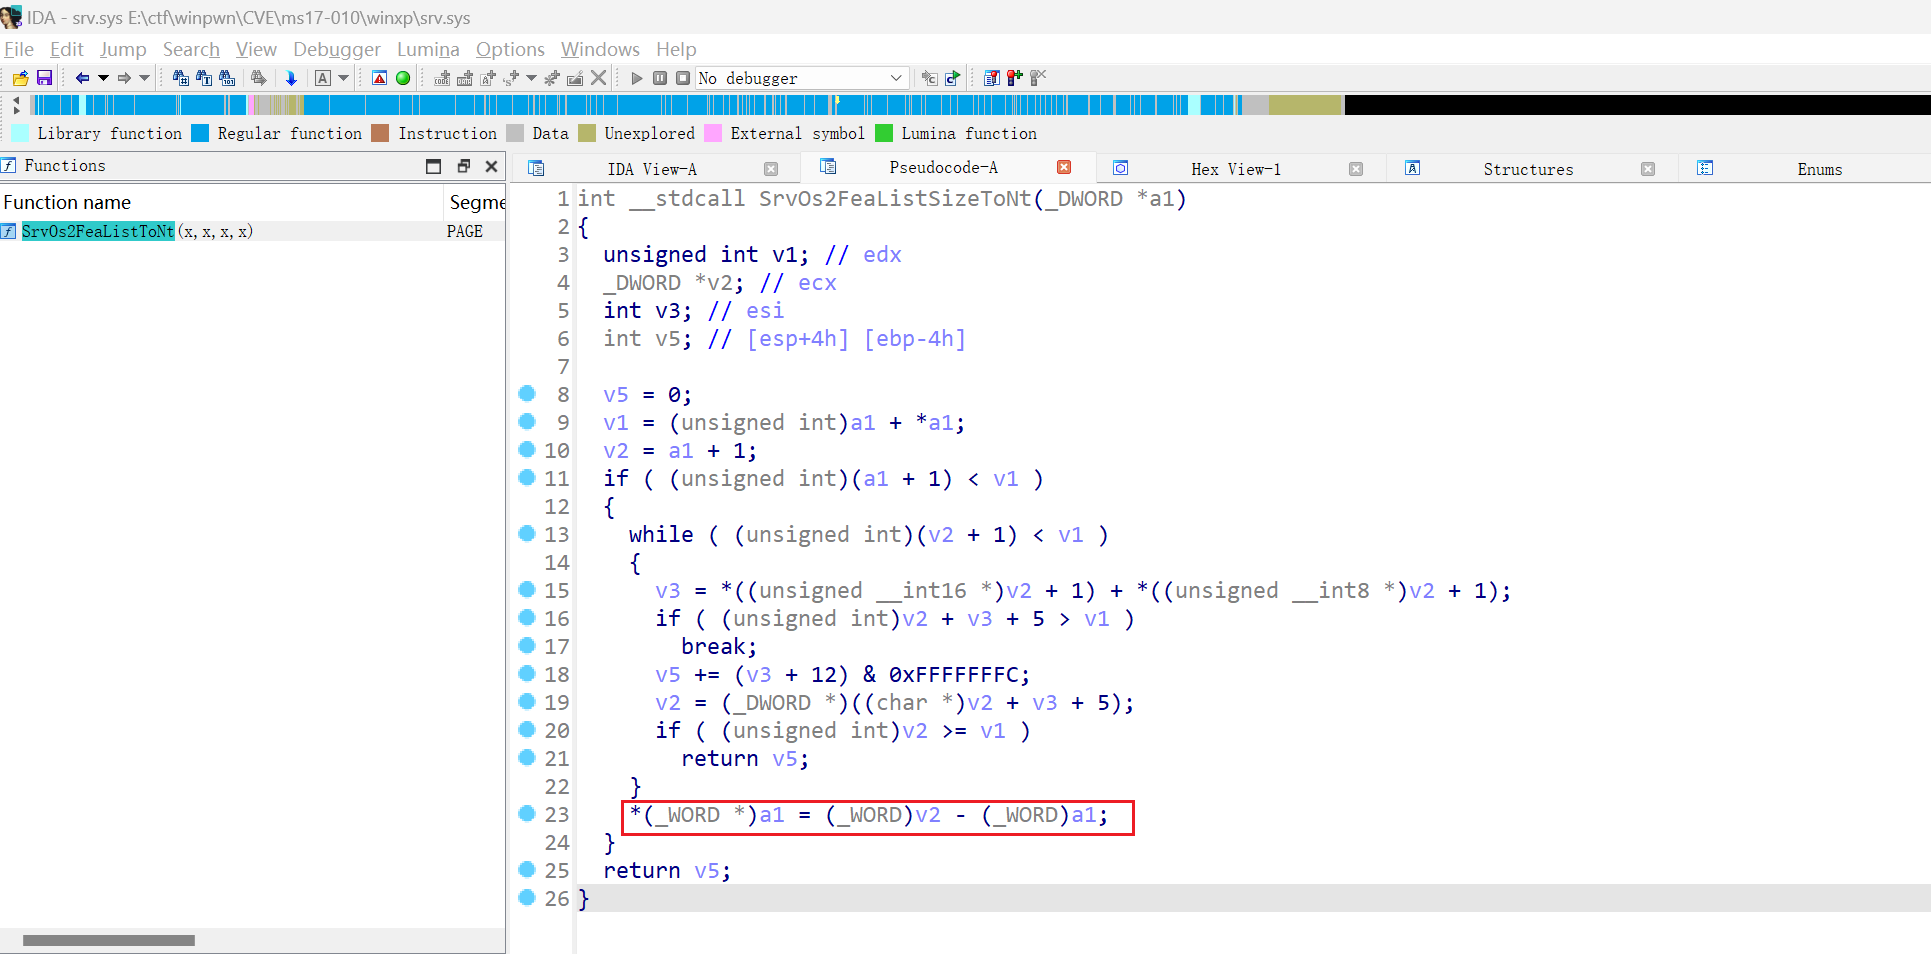 IDA - srv.sys E:\ctf\winpwn\CVE\ms17-010\winxp\srv.sys
File Edit Jump Search View Debugger Lumina Options Windows Help
No debugger
Library function Regular function Instruction Data Unexplored External symbol Lumina function
Functions
IDA View-A Pseudocode-A Hex View-1 Structures Enums
Function name Segme
SrvOs2FeaListToNt(x,x,x,x) PAGE
1 int __stdcall SrvOs2FeaListSizeToNt(_DWORD *a1)
2 {
3 unsigned int v1; // edx
4 _DWORD *v2; // ecx
5 int v3; // esi
6 int v5; // [esp+4h] [ebp-4h]
7
8 v5 = 0;
9 v1 = (unsigned int)a1 + *a1;
10 v2 = a1 + 1;
11 if ( (unsigned int)(a1 + 1) < v1 )
12 {
13 while ( (unsigned int)(v2 + 1) < v1 )
14 {
15 v3 = *((unsigned __int16 *)v2 + 1) + *((unsigned __int8 *)v2 + 1);
16 if ( (unsigned int)v2 + v3 + 5 > v1 )
17 break;
18 v5 += (v3 + 12) & 0xFFFFFFFC;
19 v2 = (_DWORD *)((char *)v2 + v3 + 5);
20 if ( (unsigned int)v2 >= v1 )
21 return v5;
22 }
23 *(_WORD *)a1 = (_WORD)v2 - (_WORD)a1;
24 }
25 return v5;
26 }